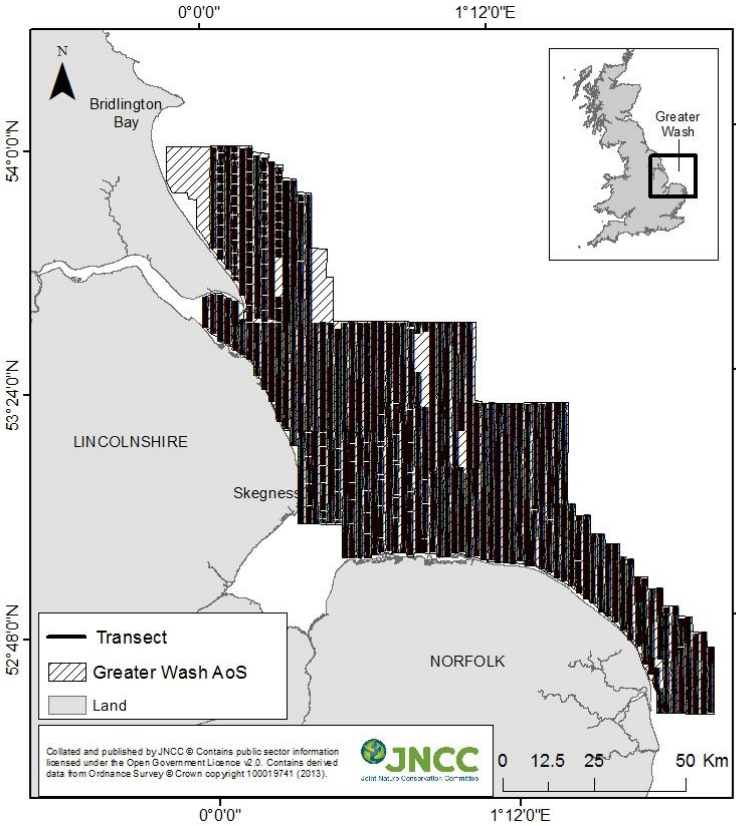 0°0'0"
1°12'0"E
N
Bridlington
Bay
Greater
Wash
54°0'0"N
53°24'0"N
LINCOLNSHIRE
Skegness
52°48'0"N
NORFOLK
Transect
Greater Wash AoS
Land
Collated and published by JNCC © Contains public sector information
licensed under the Open Government Licence v2.0. Contains derived
data from Ordnance Survey © Crown copyright 100019741 (2013).
JNCC
Joint Nature Conservation Committee
0 12.5 25 50 Km
0°0'0"
1°12'0"E